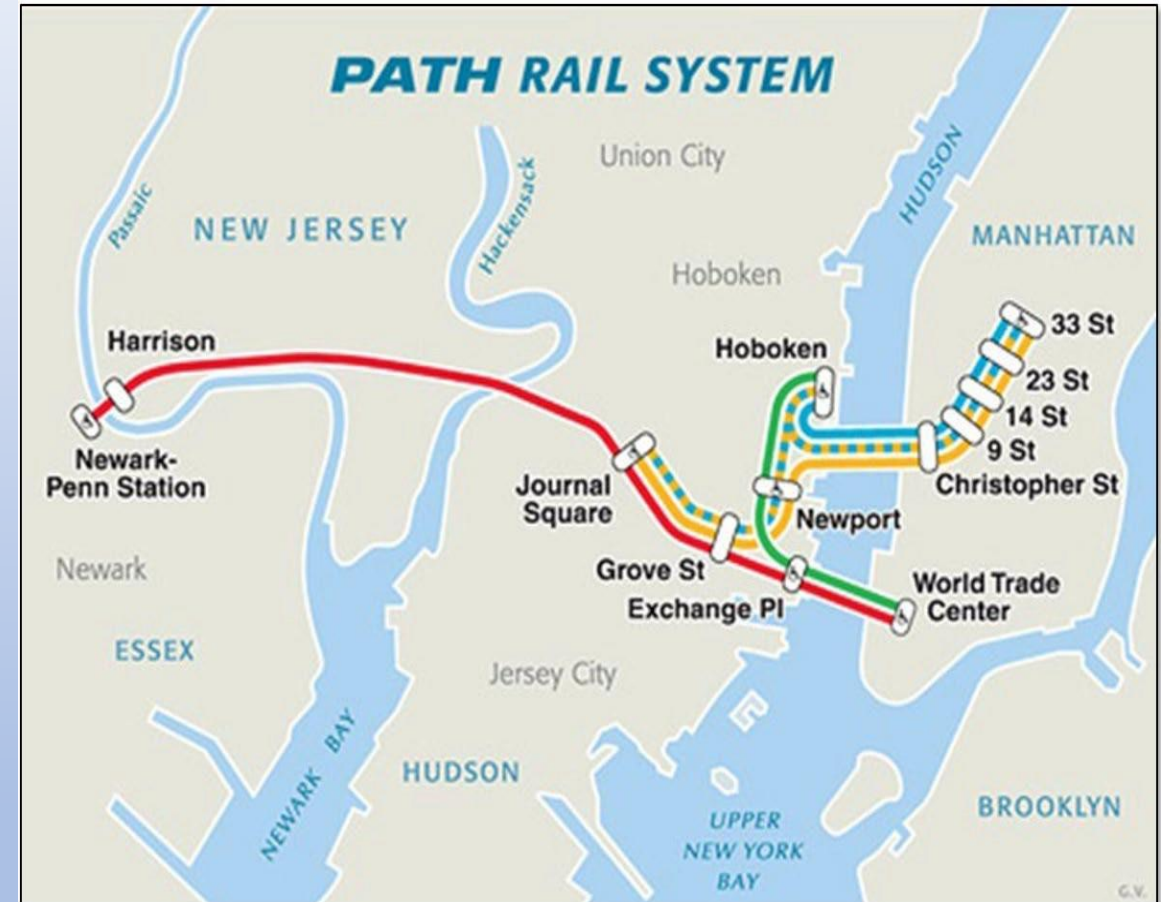 PATH RAIL SYSTEM
Union City
HUDSON
Passaic
Hackensack
NEW JERSEY
MANHATTAN
Hoboken
33 St
Harrison
Hoboken
23 St
14 St
9 St
Newark-
Penn Station
Journal
Square
Christopher St
Newport
Newark
Grove St
Exchange Pl
World Trade
Center
ESSEX
Jersey City
NEWARK BAY
HUDSON
UPPER
NEW YORK
BAY
BROOKLYN
G.V.